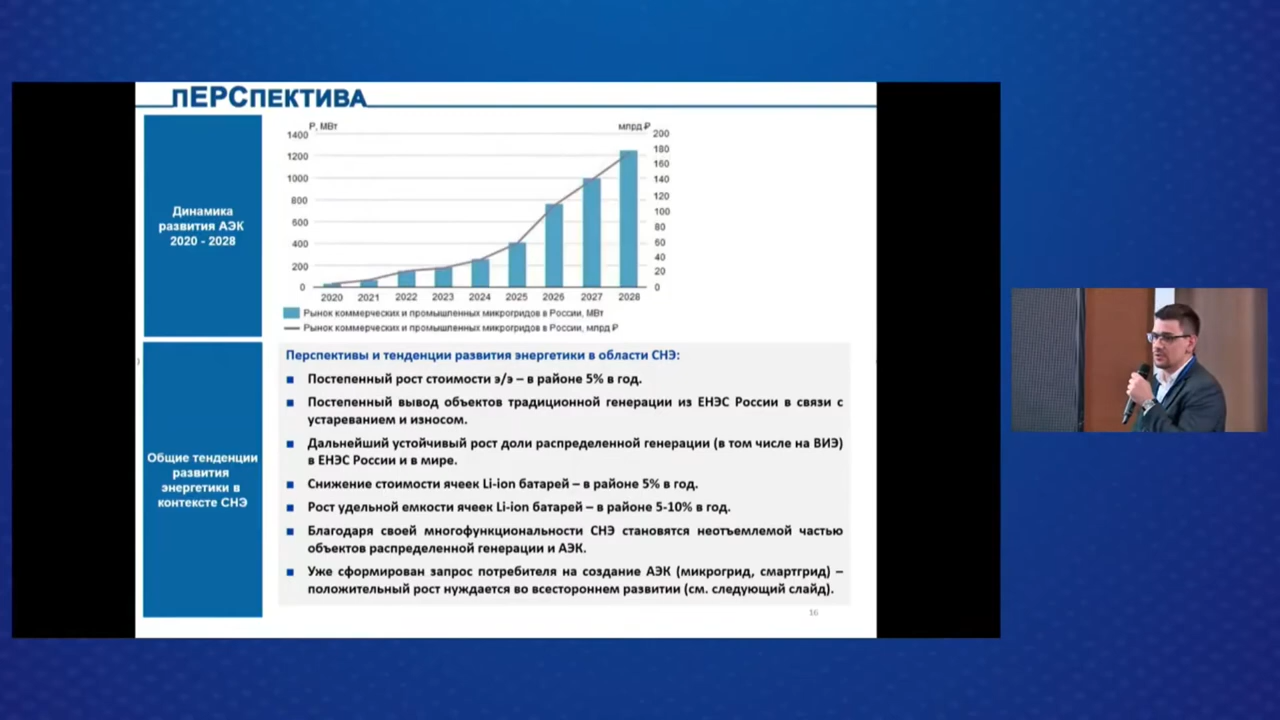 ПЕРСПЕКТИВА
Динамика
развития АЭК
2020 - 2028
P, МВт
млрд ₽
1400
1200
1000
800
600
400
200
0
200
180
160
140
120
100
80
60
40
20
0
2020 2021 2022 2023 2024 2025 2026 2027 2028
Рынок коммерческих и промышленных микрогридов в России, МВт
Рынок коммерческих и промышленных микрогридов в России, млрд ₽
Общие тенденции
развития
энергетики в
контексте СНЭ
Перспективы и тенденции развития энергетики в области СНЭ:
Постепенный рост стоимости э/э – в районе 5% в год.
Постепенный вывод объектов традиционной генерации из ЕНЭС России в связи с
устареванием и износом.
Дальнейший устойчивый рост доли распределенной генерации (в том числе на ВИЭ)
в ЕНЭС России и в мире.
Снижение стоимости ячеек Li-ion батарей – в районе 5% в год.
Рост удельной емкости ячеек Li-ion батарей – в районе 5-10% в год.
Благодаря своей многофункциональности СНЭ становятся неотъемлемой частью
объектов распределенной генерации и АЭК.
Уже сформирован запрос потребителя на создание АЭК (микрогрид, смартгрид) –
положительный рост нуждается во всестороннем развитии (см. следующий слайд).
16